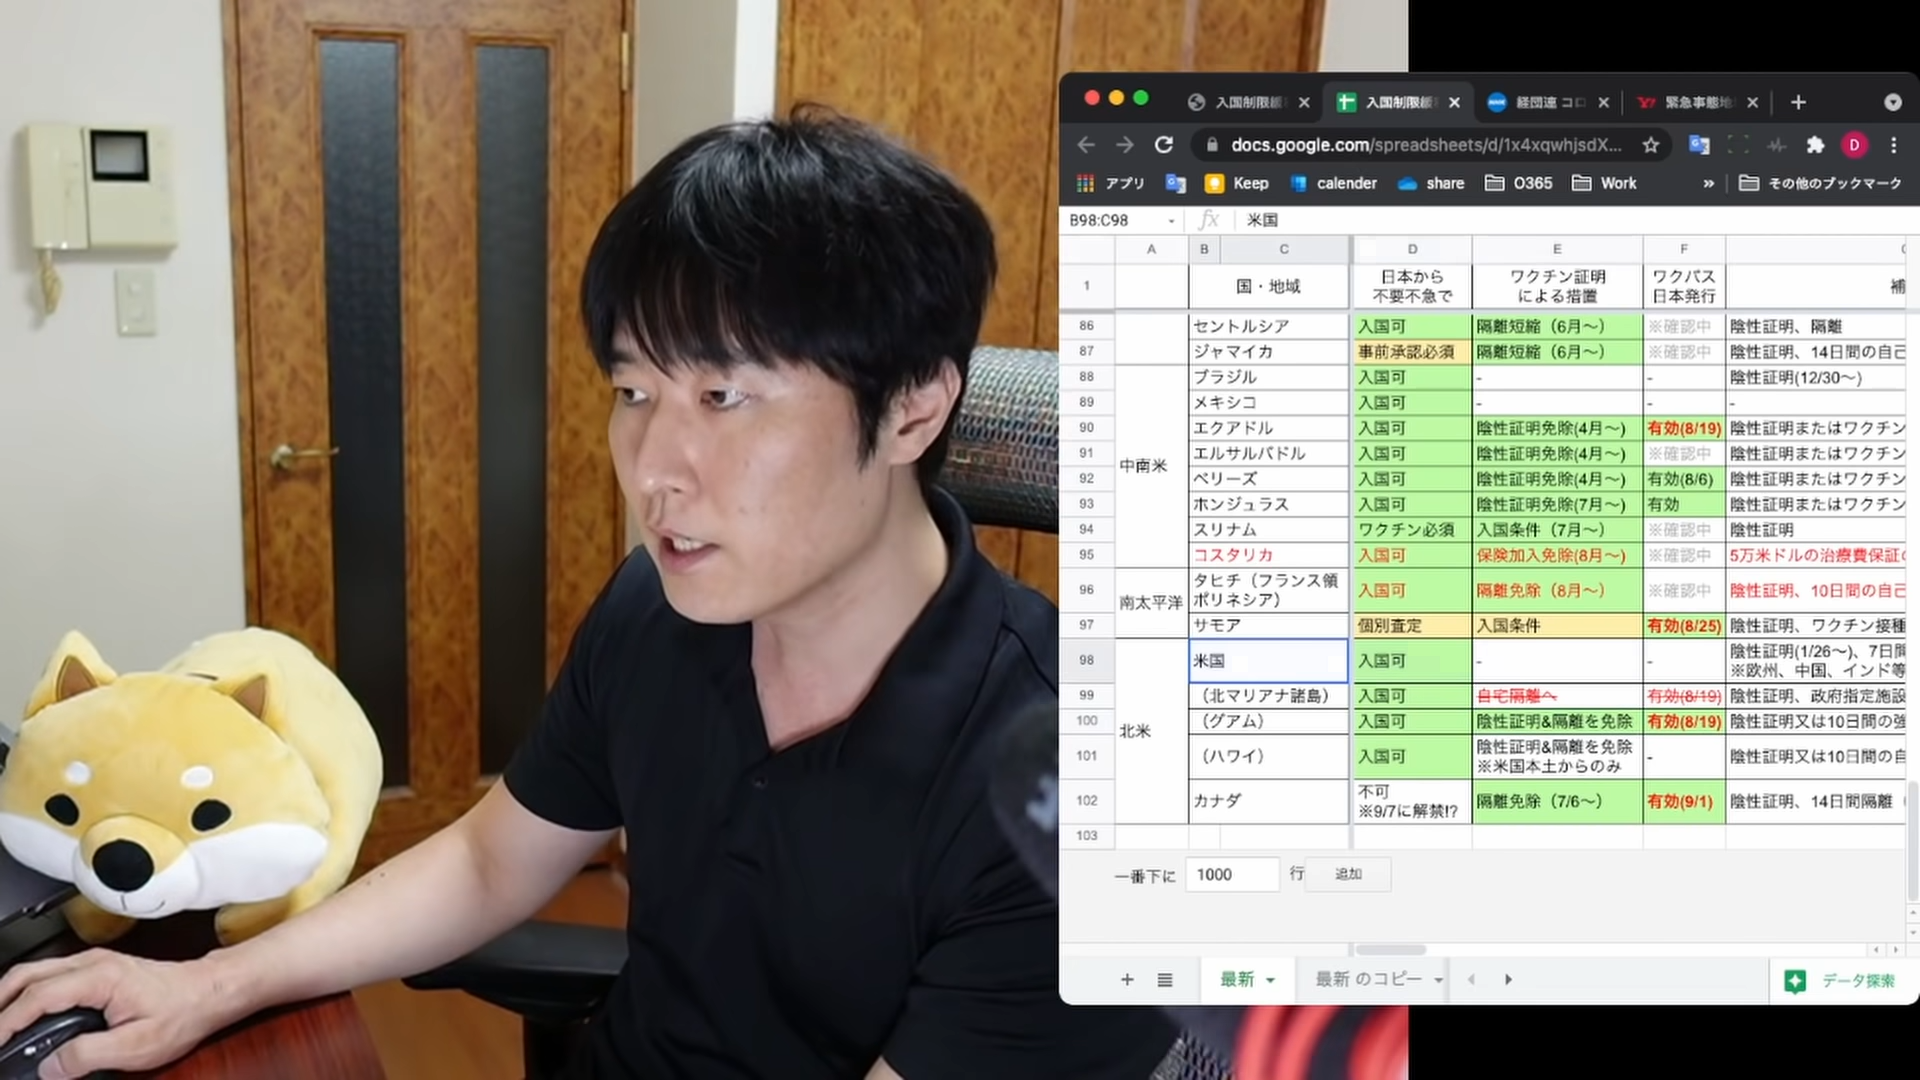 入国制限緩
入国制限緩
経団連 コロ
緊急事態地
docs.google.com/spreadsheets/d/1x4xqwhjsdX...
D
アプリ
Keep
calender
share
O365
Work
»
その他のブックマーク
B98:C98
fx
米国
A B C D E F
1
国・地域
日本から
不要不急で
ワクチン証明
による措置
ワクパス
日本発行
補
86 セントルシア 入国可 隔離短縮（6月〜） ※確認中 陰性証明、隔離
87 ジャマイカ 事前承認必須 隔離短縮（6月〜） ※確認中 陰性証明、14日間の自己
88 ブラジル 入国可 - - 陰性証明(12/30〜)
89 メキシコ 入国可 - - -
90 エクアドル 入国可 陰性証明免除(4月〜) 有効(8/19) 陰性証明またはワクチン
91 エルサルバドル 入国可 陰性証明免除(4月〜) ※確認中 陰性証明またはワクチン
中南米
92 ベリーズ 入国可 陰性証明免除(4月〜) 有効(8/6) 陰性証明またはワクチン
93 ホンジュラス 入国可 陰性証明免除(7月〜) 有効 陰性証明またはワクチン
94 スリナム ワクチン必須 入国条件（7月〜） ※確認中 陰性証明
95 コスタリカ 入国可 保険加入免除(8月〜) ※確認中 5万米ドルの治療費保証
96
タヒチ（フランス領
ポリネシア）
入国可 隔離免除（8月〜） ※確認中 陰性証明、10日間の自己
南太平洋
97 サモア 個別査定 入国条件 有効(8/25) 陰性証明、ワクチン接種
98 米国 入国可 - -
陰性証明(1/26〜)、7日間
※欧州、中国、インド等
99 （北マリアナ諸島） 入国可 自宅隔離へ 有効(8/19) 陰性証明、政府指定施設
100 （グアム） 入国可 陰性証明&隔離を免除 有効(8/19) 陰性証明又は10日間の強
北米
101 （ハワイ） 入国可
陰性証明&隔離を免除
※米国本土からのみ
- 陰性証明又は10日間の自
102 カナダ
不可
※9/7に解禁!?
隔離免除（7/6〜） 有効(9/1) 陰性証明、14日間隔離
103
一番下に 1000 行 追加
最新
最新 のコピー
データ探索